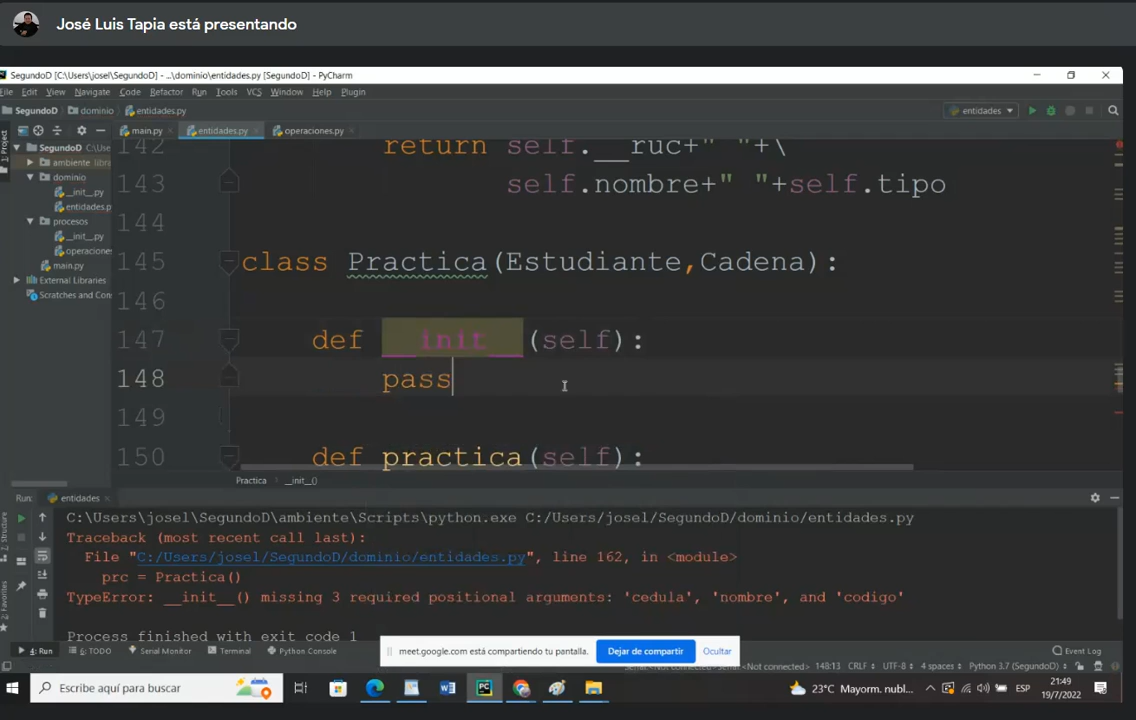 José Luis Tapia está presentando
SegundoD [C:\Users\josel\SegundoD] - ...\dominio\entidades.py [SegundoD] - PyCharm
File Edit View Navigate Code Refactor Run Tools VCS Window Help Plugin
SegundoD dominio entidades.py entidades
1: Project
main.py entidades.py operaciones.py
SegundoD C:\Use
ambiente libra
dominio
__init__.py
entidades.p
procesos
__init__.py
operaciones
main.py
External Libraries
Scratches and Con
142 return self.__ruc+" "+\
143 self.nombre+" "+self.tipo
144
145 class Practica(Estudiante,Cadena):
146
147 def __init__(self):
148 pass
149
150 def practica(self):
Practica __init__()
Run: entidades
C:\Users\josel\SegundoD\ambiente\Scripts\python.exe C:/Users/josel/SegundoD/dominio/entidades.py
Traceback (most recent call last):
File "C:/Users/josel/SegundoD/dominio/entidades.py", line 162, in <module>
prc = Practica()
TypeError: __init__() missing 3 required positional arguments: 'cedula', 'nombre', and 'codigo'
Process finished with exit code 1
7: Structure
2: Favorites
meet.google.com está compartiendo tu pantalla. Dejar de compartir Ocultar
4: Run 6: TODO Serial Monitor Terminal Python Console Event Log
148:13 CRLF UTF-8 4 spaces Python 3.7 (SegundoD)
Escribe aquí para buscar
23°C Mayorm. nubl... ESP
21:49
19/7/2022